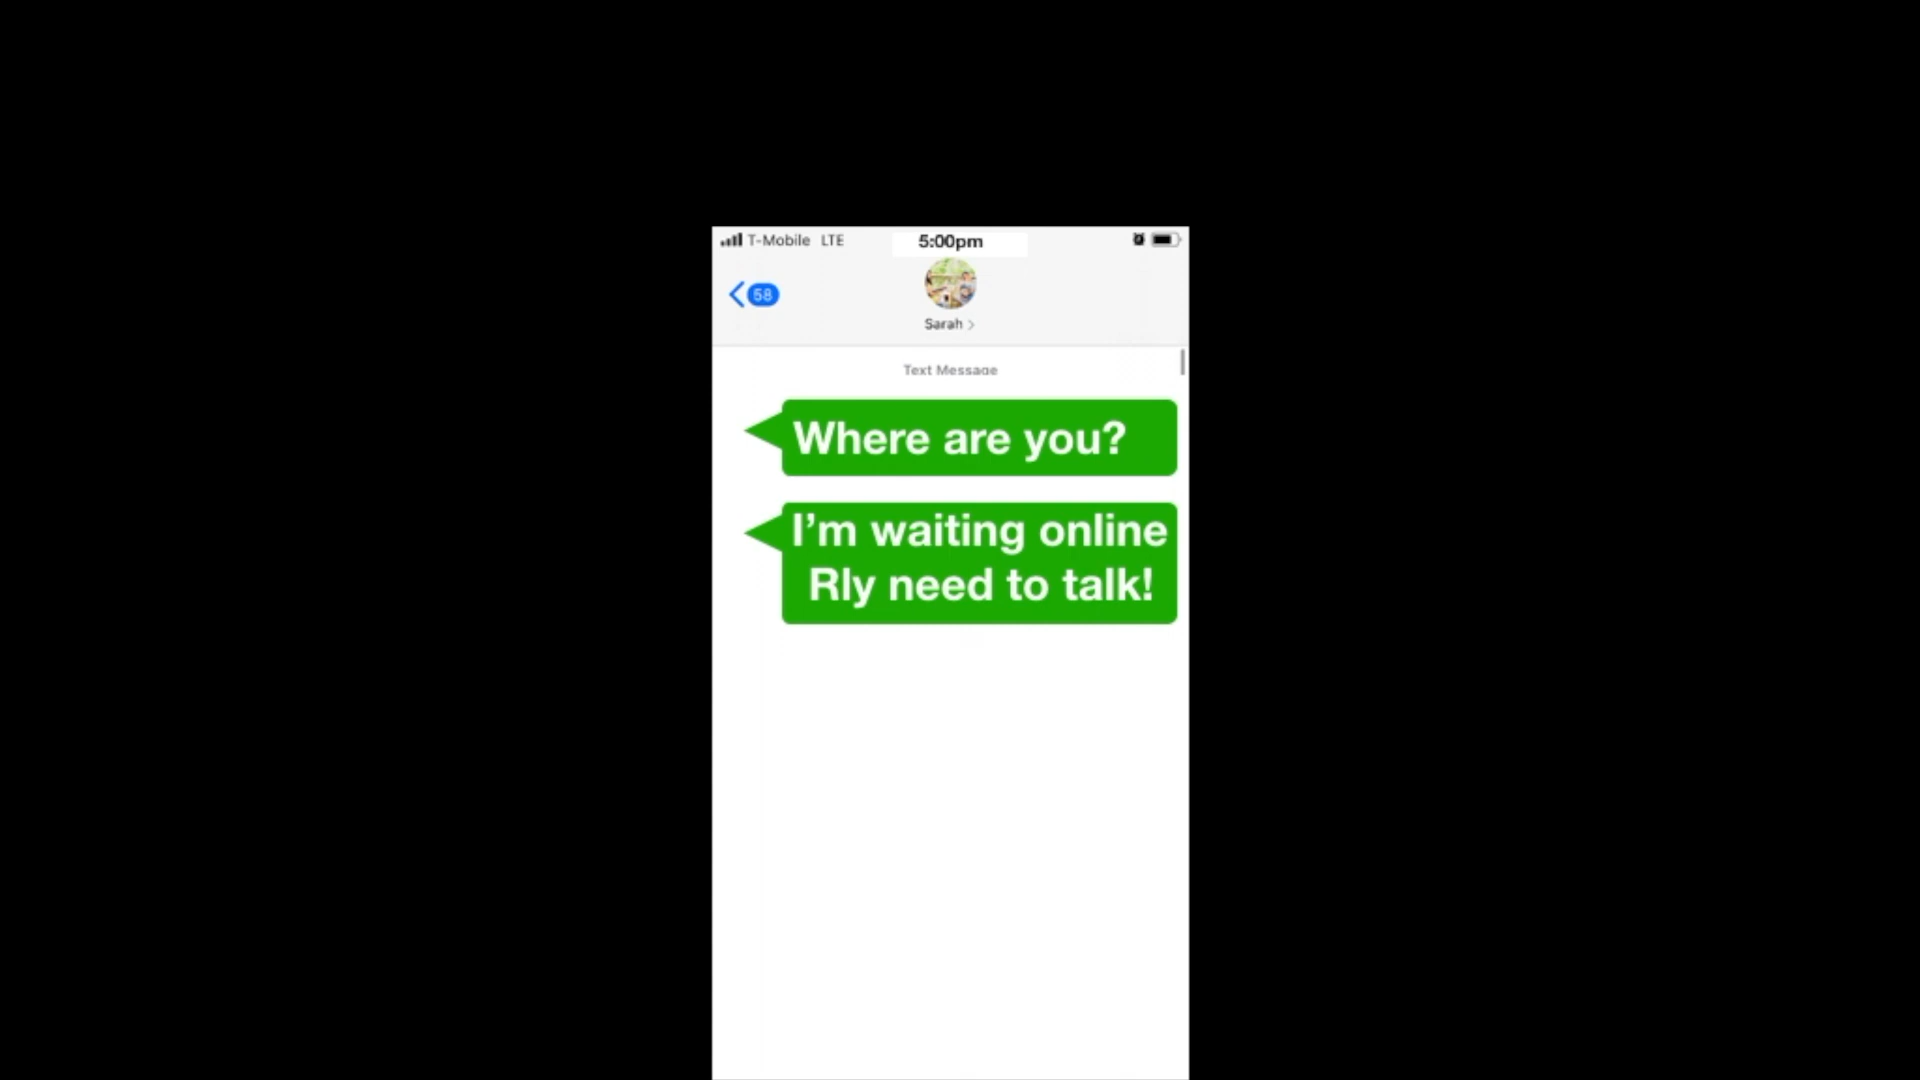 T-Mobile LTE 5:00pm
58
Sarah
Text Message
Where are you?
I'm waiting online
Rly need to talk!